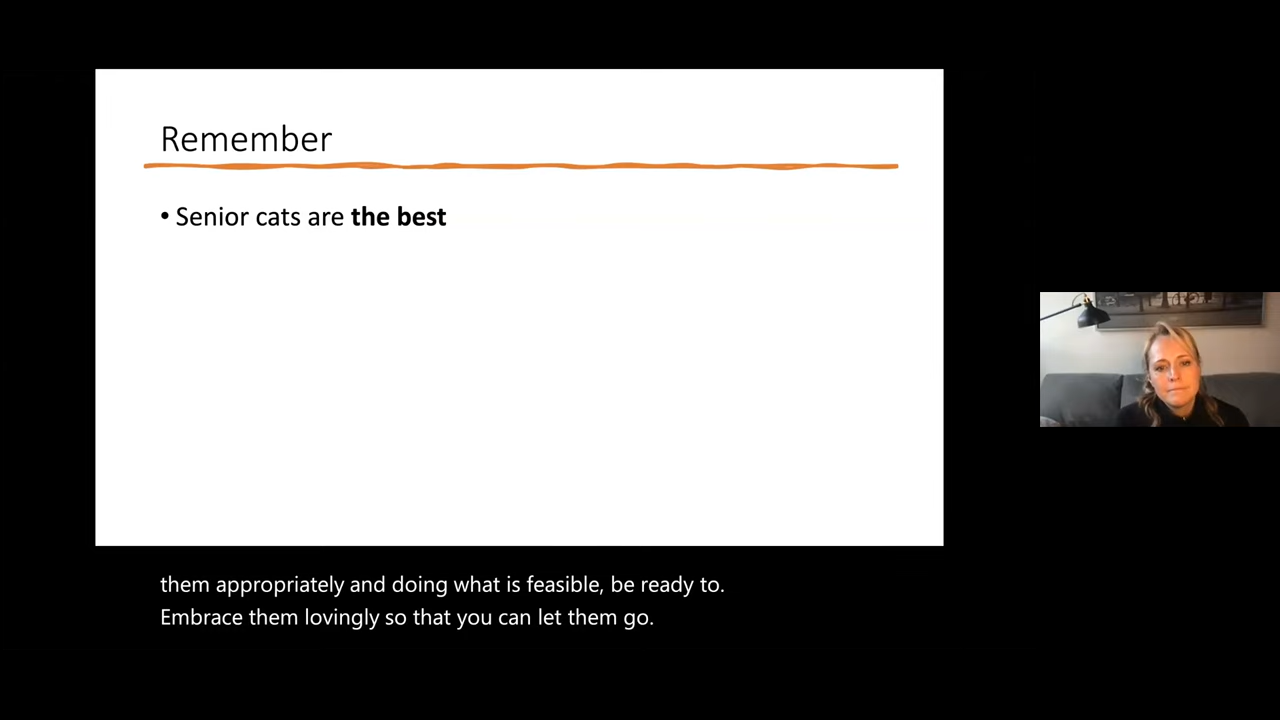 Remember
• Senior cats are the best
them appropriately and doing what is feasible, be ready to.
Embrace them lovingly so that you can let them go.